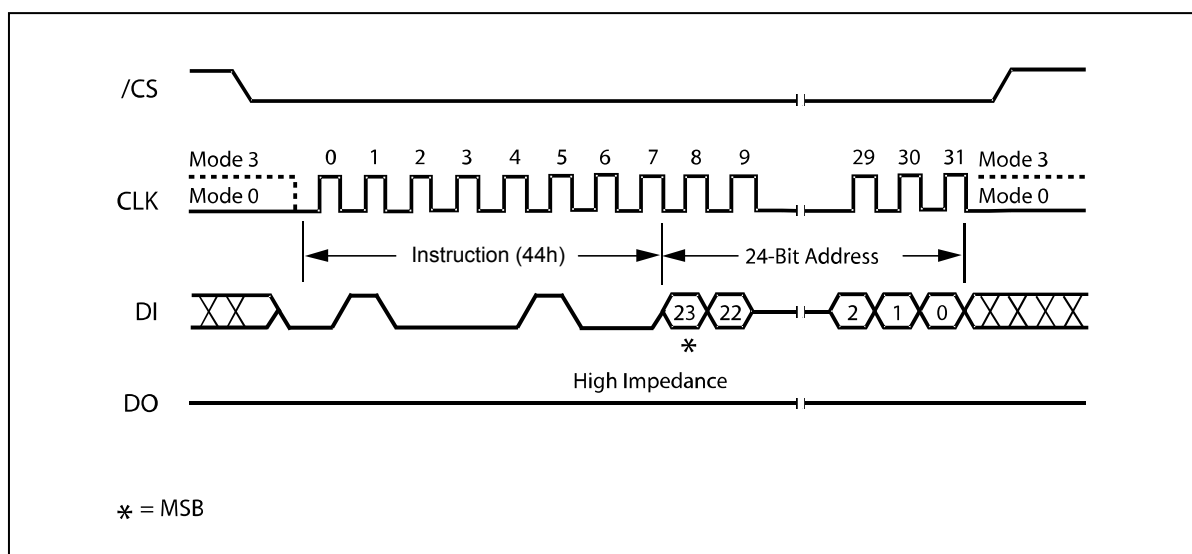 /CS
Mode 3
0 1 2 3 4 5 6 7 8 9 29 30 31
Mode 3
CLK
Mode 0
Mode 0
Instruction (44h)
24-Bit Address
DI
23 22 2 1 0
*
High Impedance
DO
* = MSB